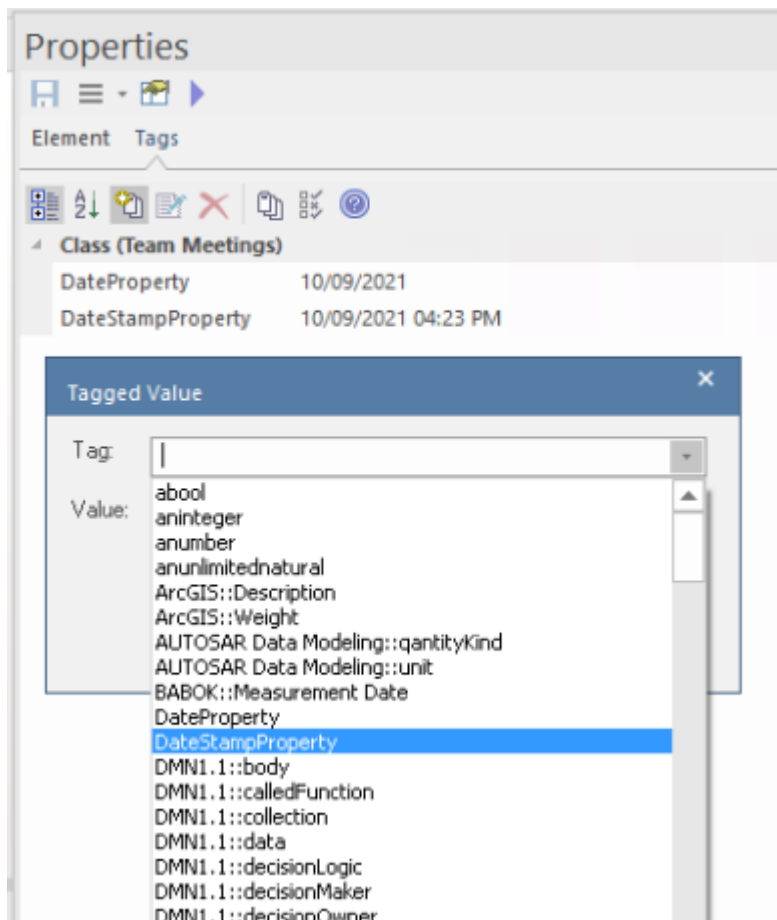 Properties
Element Tags
Class (Team Meetings)
DateProperty 10/09/2021
DateStampProperty 10/09/2021 04:23 PM
Tagged Value
Tag:
Value:
abool
aninteger
anumber
anunlimitednatural
ArcGIS::Description
ArcGIS::Weight
AUTOSAR Data Modeling::qantityKind
AUTOSAR Data Modeling::unit
BABOK::Measurement Date
DateProperty
DateStampProperty
DMN1.1::body
DMN1.1::calledFunction
DMN1.1::collection
DMN1.1::data
DMN1.1::decisionLogic
DMN1.1::decisionMaker
DMN1.1::decisionOwner